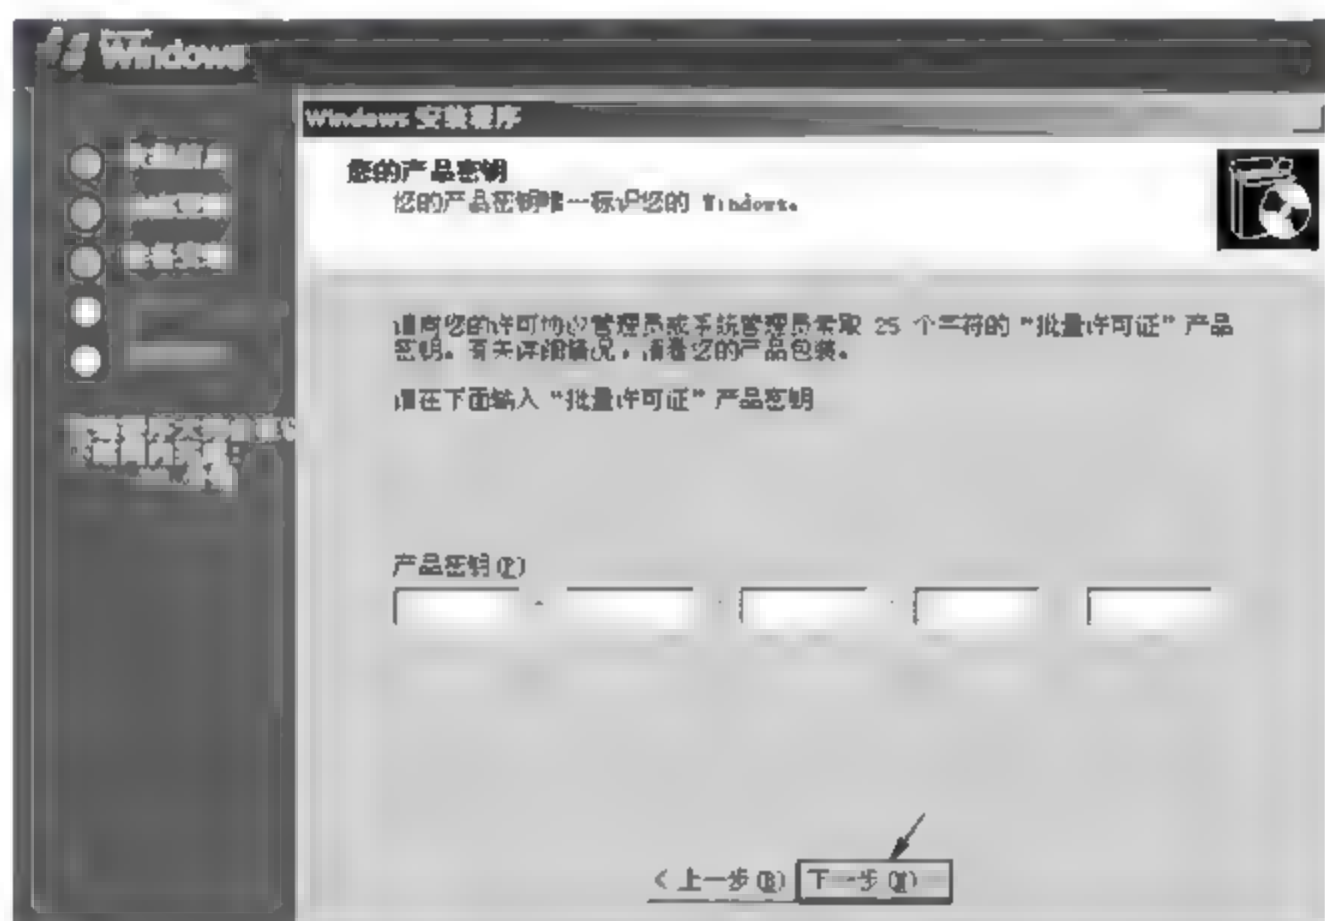 Windows
Windows 安装程序
您的产品密钥
您的产品密钥唯一标识您的 Windows。
请向您的许可协议管理员或系统管理员索取 25 个字符的“批量许可证”产品
密钥。有关详细情况，请看您的产品包装。
请在下面输入“批量许可证”产品密钥
产品密钥(P)
- - - -
< 上一步(B) 下一步(N)